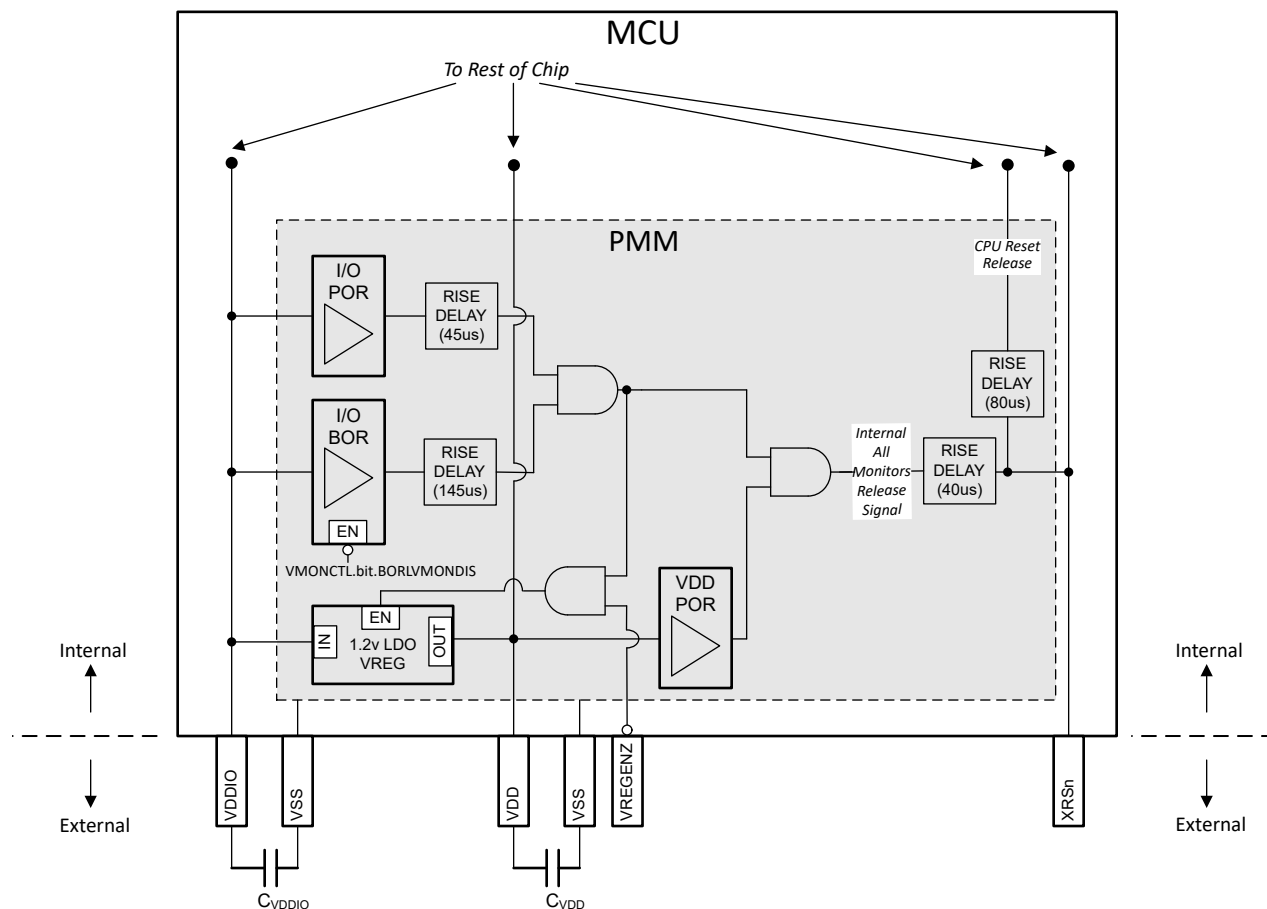 MCU
To Rest of Chip
PMM
CPU Reset
Release
I/O
POR
RISE
DELAY
(45us)
RISE
DELAY
(80us)
I/O
BOR
RISE
DELAY
(145us)
EN
VMONCTL.bit.BORLVMONDIS
Internal
All
Monitors
Release
Signal
RISE
DELAY
(40us)
VDD
POR
EN
IN
1.2v LDO
VREG
OUT
Internal
Internal
External
External
VDDIO
VSS
VDD
VSS
VREGENZ
XRSn
CVDDIO
CVDD